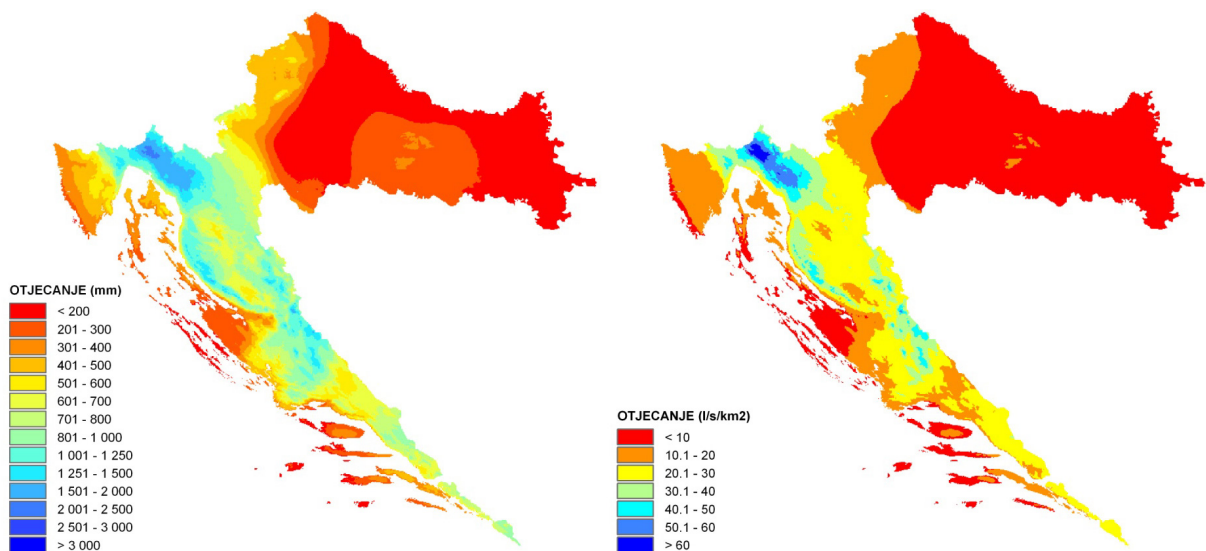 OTJECANJE (mm)
< 200
201 - 300
301 - 400
401 - 500
501 - 600
601 - 700
701 - 800
801 - 1 000
1 001 - 1 250
1 251 - 1 500
1 501 - 2 000
2 001 - 2 500
2 501 - 3 000
> 3 000
OTJECANJE (l/s/km2)
< 10
10.1 - 20
20.1 - 30
30.1 - 40
40.1 - 50
50.1 - 60
> 60